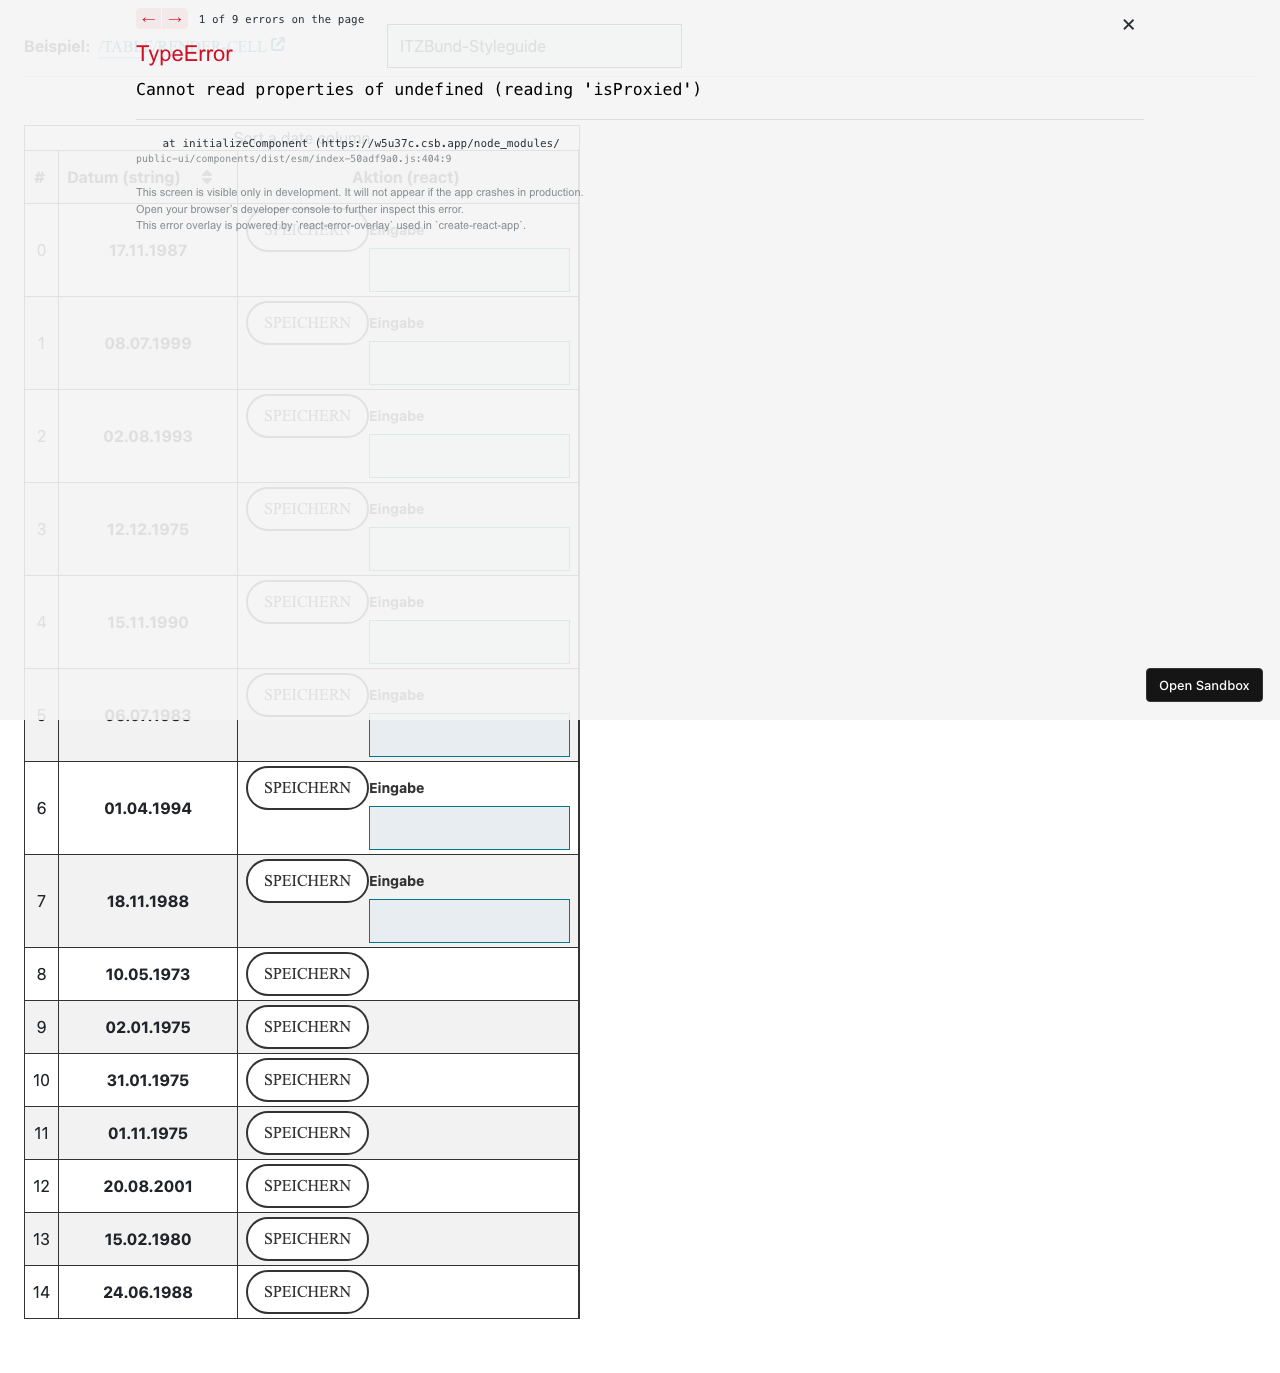 ← → 1 of 9 errors on the page ×
Beispiel: /TABLE/RENDER-CELL ITZBund-Styleguide
TypeError
Cannot read properties of undefined (reading 'isProxied')
Sort a date column
at initializeComponent (https://w5u37c.csb.app/node_modules/
public-ui/components/dist/esm/index-50adf9a0.js:404:9
# Datum (string) Aktion (react)
This screen is visible only in development. It will not appear if the app crashes in production.
Open your browser's developer console to further inspect this error.
This error overlay is powered by `react-error-overlay` used in `create-react-app`.
SPEICHERN Eingabe
0 17.11.1987
SPEICHERN Eingabe
1 08.07.1999
SPEICHERN Eingabe
2 02.08.1993
SPEICHERN Eingabe
3 12.12.1975
SPEICHERN Eingabe
4 15.11.1990
Open Sandbox
SPEICHERN Eingabe
5 06.07.1983
SPEICHERN Eingabe
6 01.04.1994
SPEICHERN Eingabe
7 18.11.1988
8 10.05.1973 SPEICHERN
9 02.01.1975 SPEICHERN
10 31.01.1975 SPEICHERN
11 01.11.1975 SPEICHERN
12 20.08.2001 SPEICHERN
13 15.02.1980 SPEICHERN
14 24.06.1988 SPEICHERN